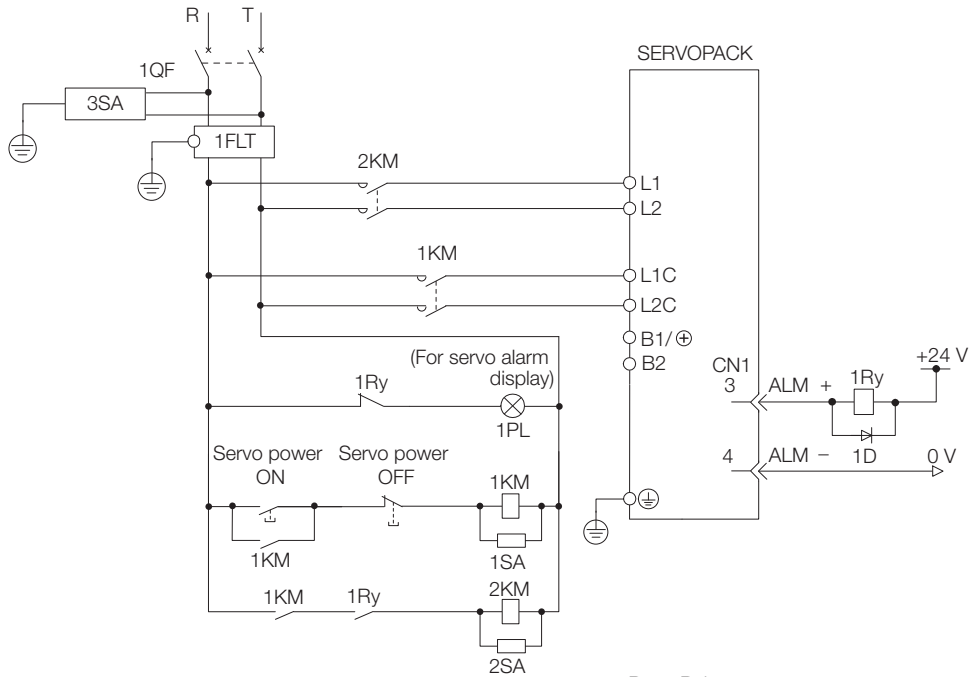 R
T
SERVOPACK
1QF
3SA
1FLT
2KM
L1
L2
1KM
L1C
L2C
B1/⊕
B2
(For servo alarm
display)
CN1
+24 V
1Ry
1PL
3
ALM +
1Ry
1D
4
ALM –
0 V
Servo power
ON
Servo power
OFF
1KM
1KM
1SA
1KM
1Ry
2KM
2SA